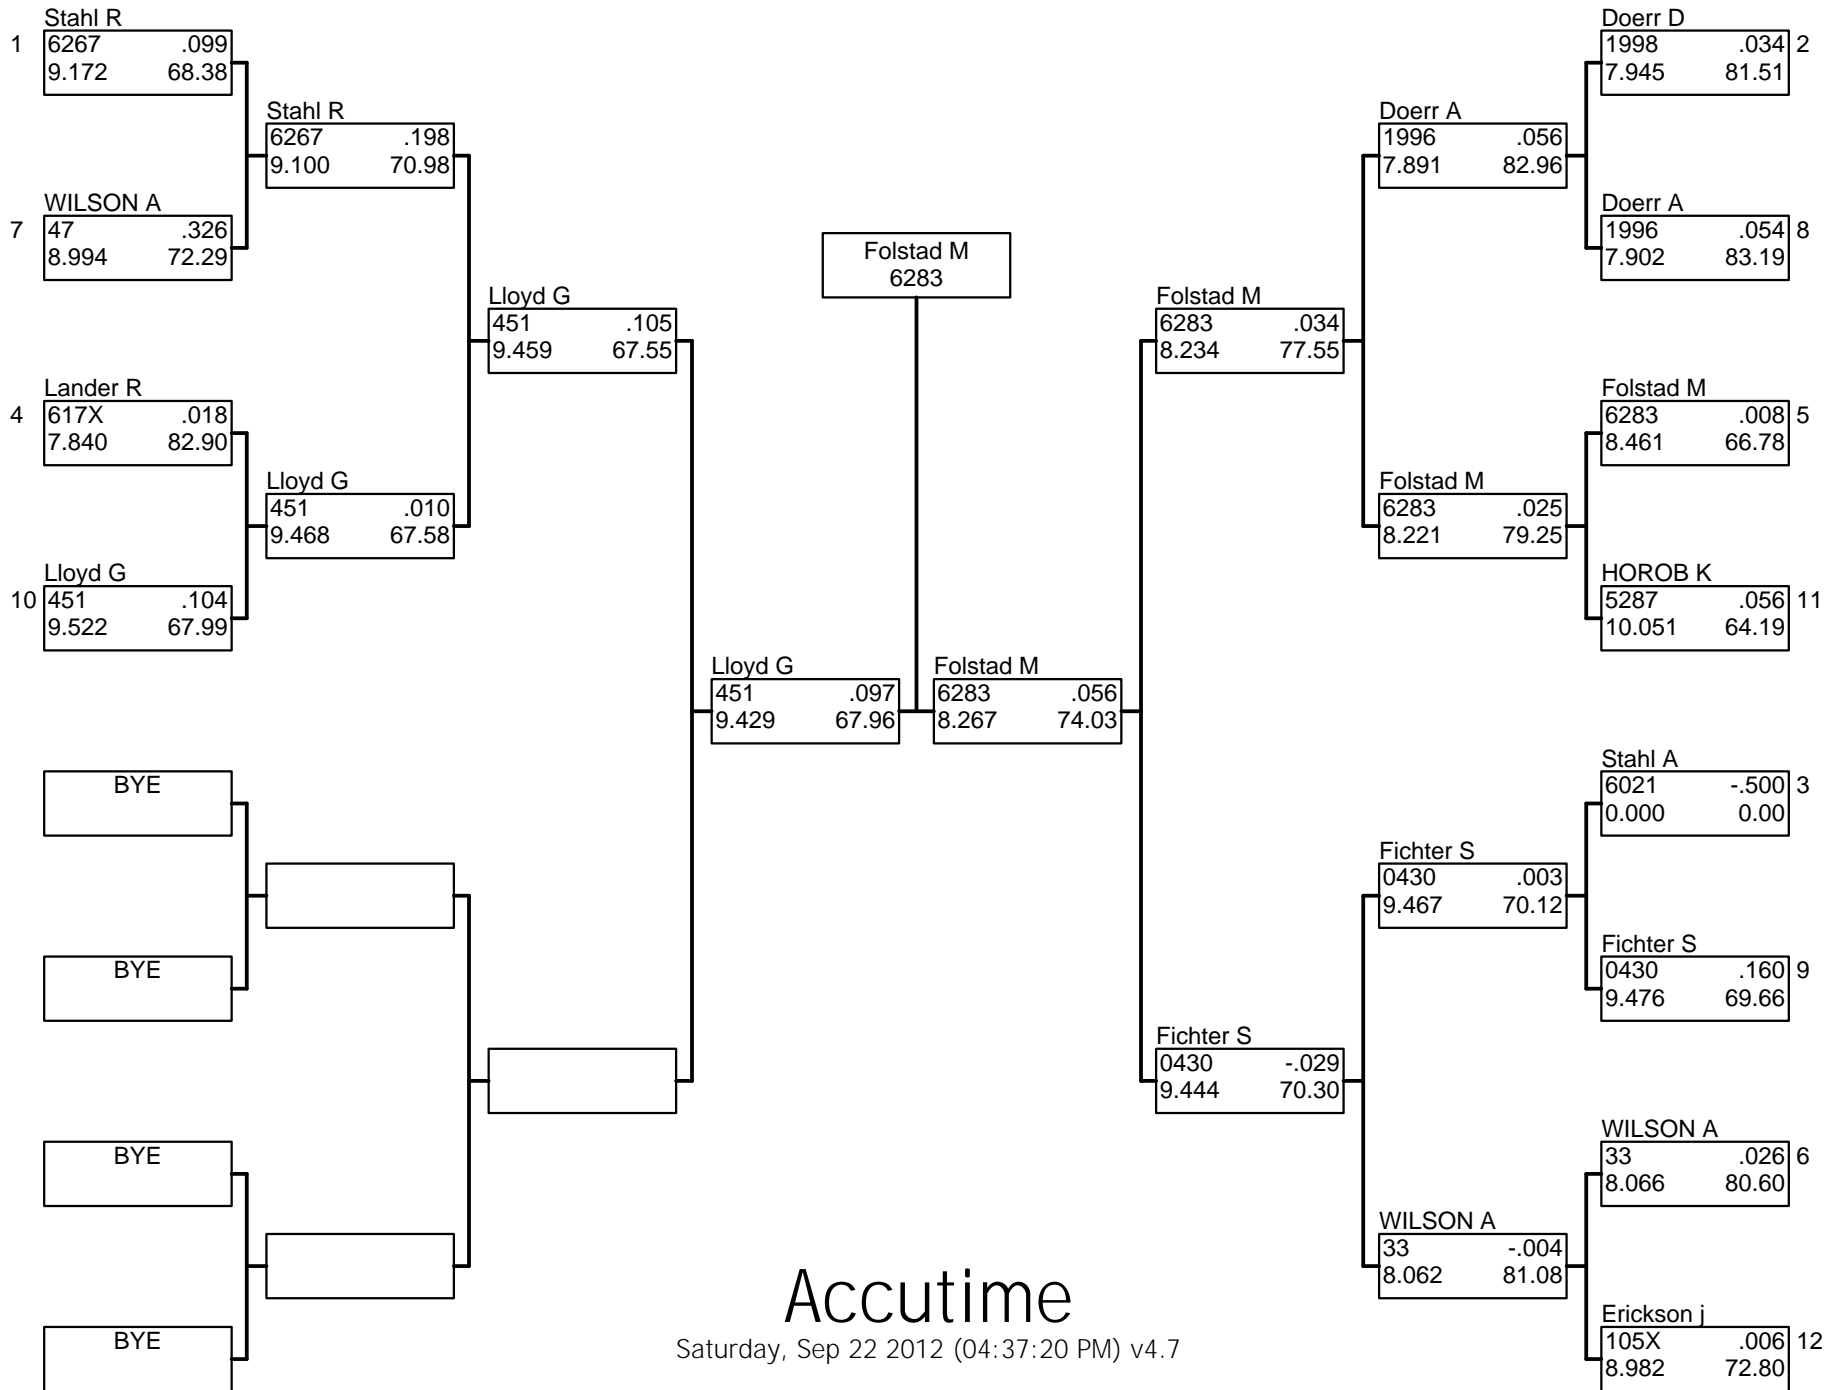 Stahl R
1
6267 .099
9.172 68.38
WILSON A
7
47 .326
8.994 72.29
Lander R
4
617X .018
7.840 82.90
Lloyd G
10
451 .104
9.522 67.99
BYE
BYE
BYE
BYE
Stahl R
6267 .198
9.100 70.98
Lloyd G
451 .010
9.468 67.58
Lloyd G
451 .105
9.459 67.55
Lloyd G
451 .097
9.429 67.96
Folstad M
6283
Folstad M
6283 .056
8.267 74.03
Folstad M
6283 .034
8.234 77.55
Fichter S
0430 -.029
9.444 70.30
Doerr A
1996 .056
7.891 82.96
Folstad M
6283 .025
8.221 79.25
Fichter S
0430 .003
9.467 70.12
WILSON A
33 -.004
8.062 81.08
Doerr D
1998 .034 2
7.945 81.51
Doerr A
1996 .054 8
7.902 83.19
Folstad M
6283 .008 5
8.461 66.78
HOROB K
5287 .056 11
10.051 64.19
Stahl A
6021 -.500 3
0.000 0.00
Fichter S
0430 .160 9
9.476 69.66
WILSON A
33 .026 6
8.066 80.60
Erickson j
105X .006 12
8.982 72.80
Accutime
Saturday, Sep 22 2012 (04:37:20 PM) v4.7